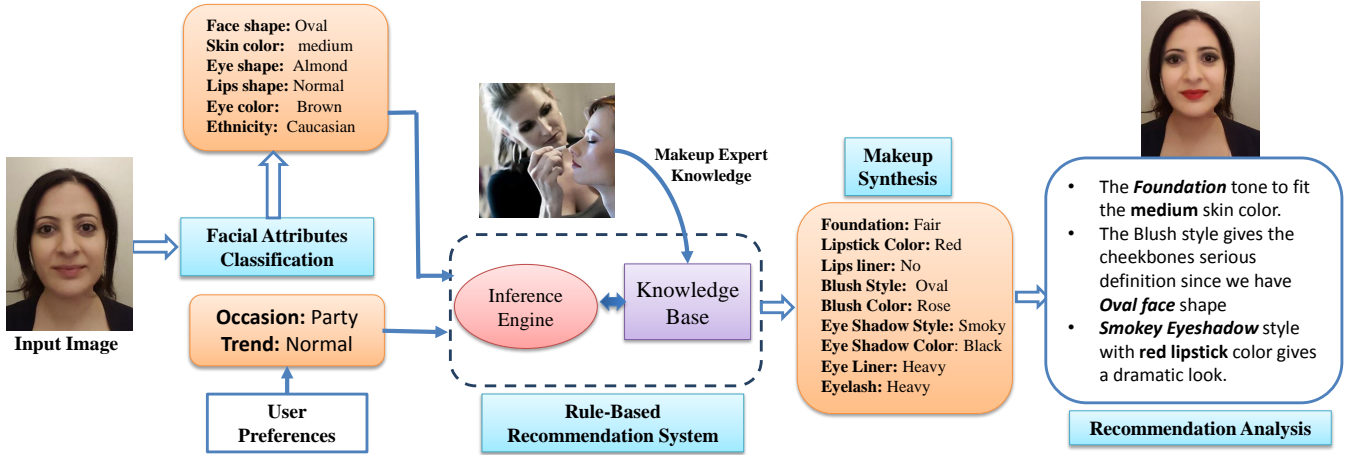 Face shape: Oval
Skin color: medium
Eye shape: Almond
Lips shape: Normal
Eye color: Brown
Ethnicity: Caucasian
Input Image
Facial Attributes
Classification
Occasion: Party
Trend: Normal
User
Preferences
Makeup Expert
Knowledge
Inference
Engine
Knowledge
Base
Rule-Based
Recommendation System
Makeup
Synthesis
Foundation: Fair
Lipstick Color: Red
Lips liner: No
Blush Style: Oval
Blush Color: Rose
Eye Shadow Style: Smoky
Eye Shadow Color: Black
Eye Liner: Heavy
Eyelash: Heavy
• The Foundation tone to fit
the medium skin color.
• The Blush style gives the
cheekbones serious
definition since we have
Oval face shape
• Smokey Eyeshadow style
with red lipstick color gives
a dramatic look.
Recommendation Analysis